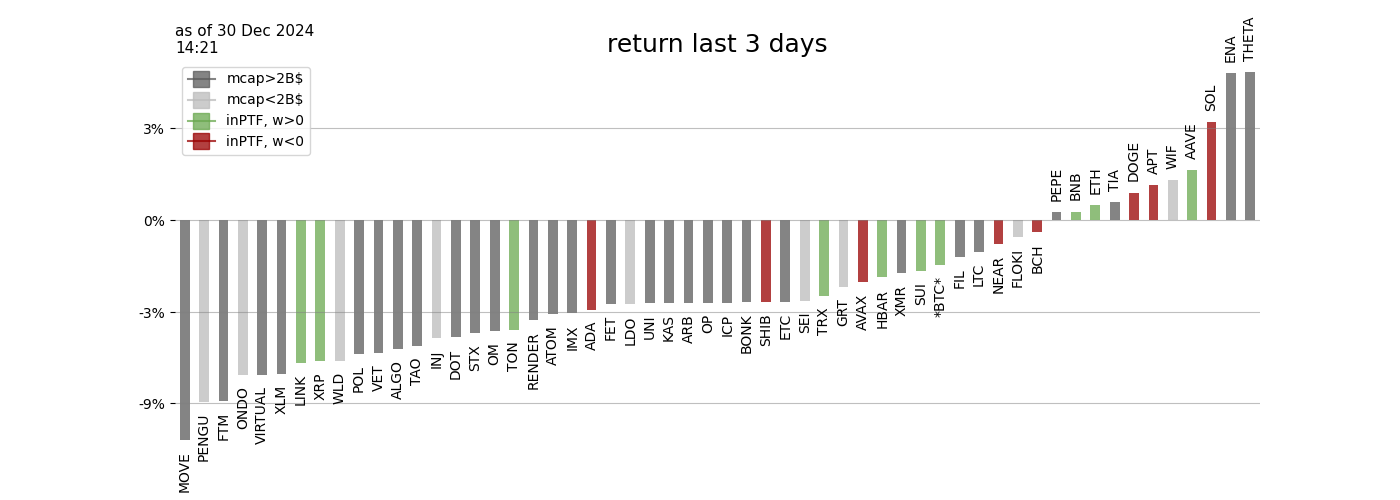 as of 30 Dec 2024
14:21
return last 3 days
mcap>2B$
mcap<2B$
inPTF, w>0
inPTF, w<0
3%
0%
-3%
-9%
MOVE
PENGU
FTM
ONDO
VIRTUAL
XLM
LINK
XRP
WLD
POL
VET
ALGO
TAO
INJ
DOT
STX
OM
TON
RENDER
ATOM
IMX
ADA
FET
LDO
UNI
KAS
ARB
OP
ICP
BONK
SHIB
ETC
SEI
TRX
GRT
AVAX
HBAR
XMR
SUI
*BTC*
FIL
LTC
NEAR
FLOKI
BCH
PEPE
BNB
ETH
TIA
DOGE
APT
WIF
AAVE
SOL
ENA
THETA